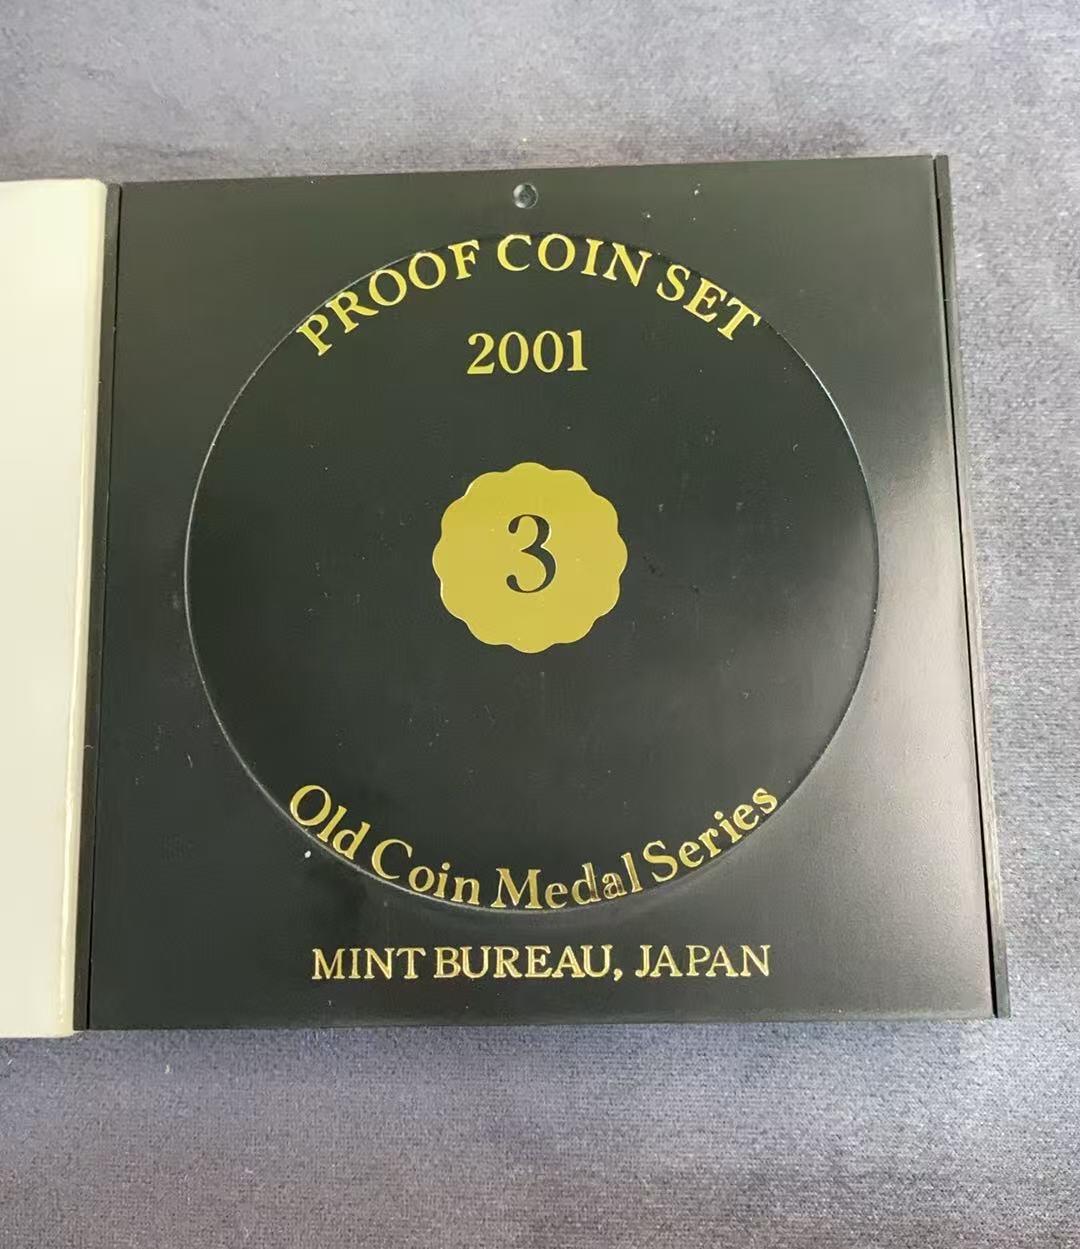 PROOF COIN SET
2001
3
Old Coin Medal Series
MINT BUREAU, JAPAN